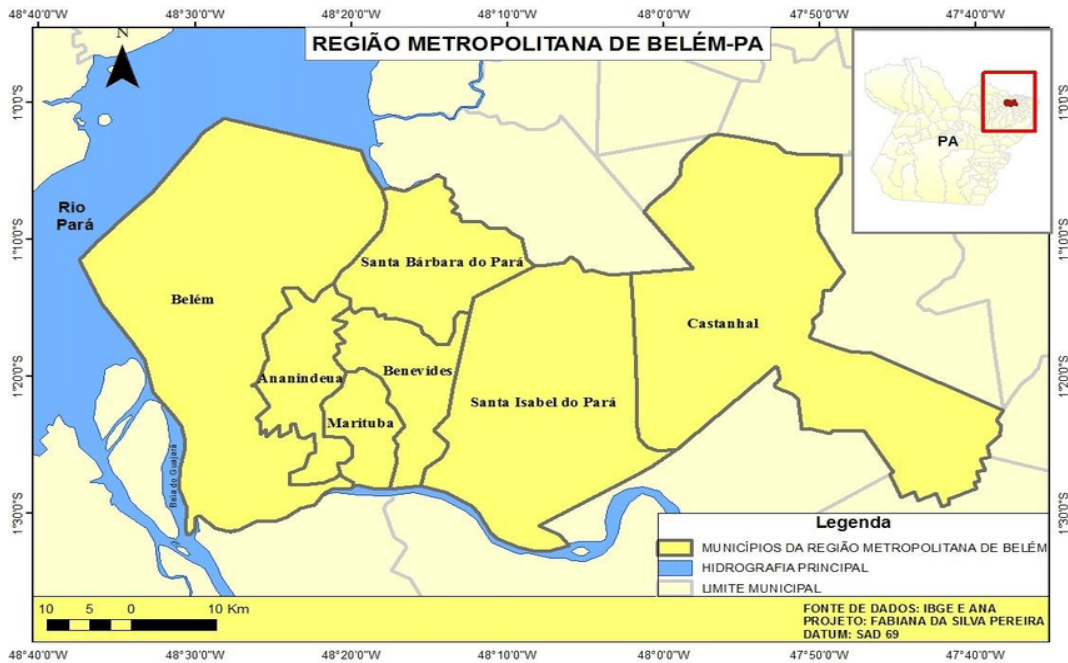 48°40'0"W 48°30'0"W 48°20'0"W 48°10'0"W 48°0'0"W 47°50'0"W 47°40'0"W
N
REGIÃO METROPOLITANA DE BELÉM-PA
1°0'0"S
1°0'0"S
PA
Rio
Pará
1°10'0"S
1°10'0"S
Santa Bárbara do Pará
Belém
Castanhal
Ananindeua
Benevides
1°20'0"S
1°20'0"S
Santa Isabel do Pará
Marituba
Baia do Guajará
1°30'0"S
1°30'0"S
Legenda
MUNICÍPIOS DA REGIÃO METROPOLITANA DE BELÉM
HIDROGRAFIA PRINCIPAL
LIMITE MUNICIPAL
10 5 0 10 Km
FONTE DE DADOS: IBGE E ANA
PROJETO: FABIANA DA SILVA PEREIRA
DATUM: SAD 69
48°40'0"W 48°30'0"W 48°20'0"W 48°10'0"W 48°0'0"W 47°50'0"W 47°40'0"W